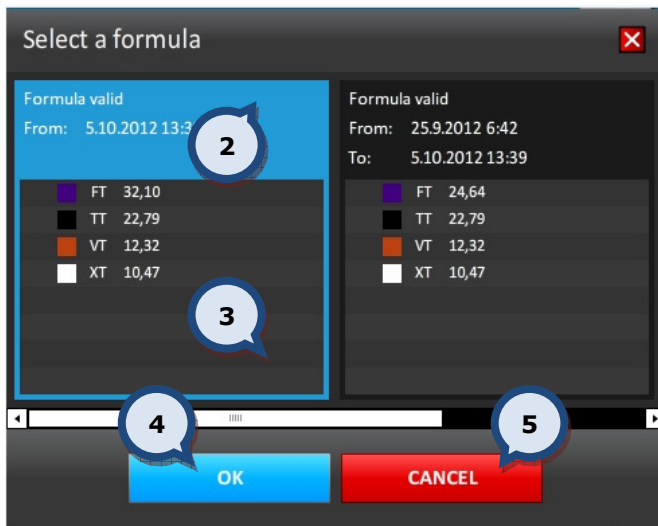 Select a formula
Formula valid
From: 5.10.2012 13:3
2
FT 32,10
TT 22,79
VT 12,32
XT 10,47
3
Formula valid
From: 25.9.2012 6:42
To: 5.10.2012 13:39
FT 24,64
TT 22,79
VT 12,32
XT 10,47
4
5
OK
CANCEL